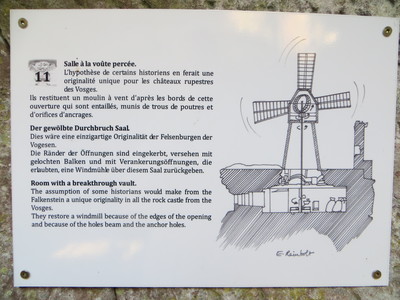 11
Salle à la voûte percée.
L'hypothèse de certains historiens en ferait une
originalité unique pour les châteaux rupestres
des Vosges.
Ils restituent un moulin à vent d'après les bords de cette
ouverture qui sont entaillés, munis de trous de poutres et
d'orifices d'ancrages.
Der gewölbte Durchbruch Saal.
Dies wäre eine einzigartige Originalität der Felsenburgen der
Vogesen.
Die Ränder der Öffnungen sind eingekerbt, versehen mit
gelochten Balken und mit Verankerungsöffnungen, die
erlaubten, eine Windmühle über diesem Saal zurückgeben.
Room with a breakthrough vault.
The assumption of some historians would make from the
Falkenstein a unique originality in all the rock castle from the
Vosges.
They restore a windmill because of the edges of the opening
and because of the holes beam and the anchor holes.
E. Reinbolt